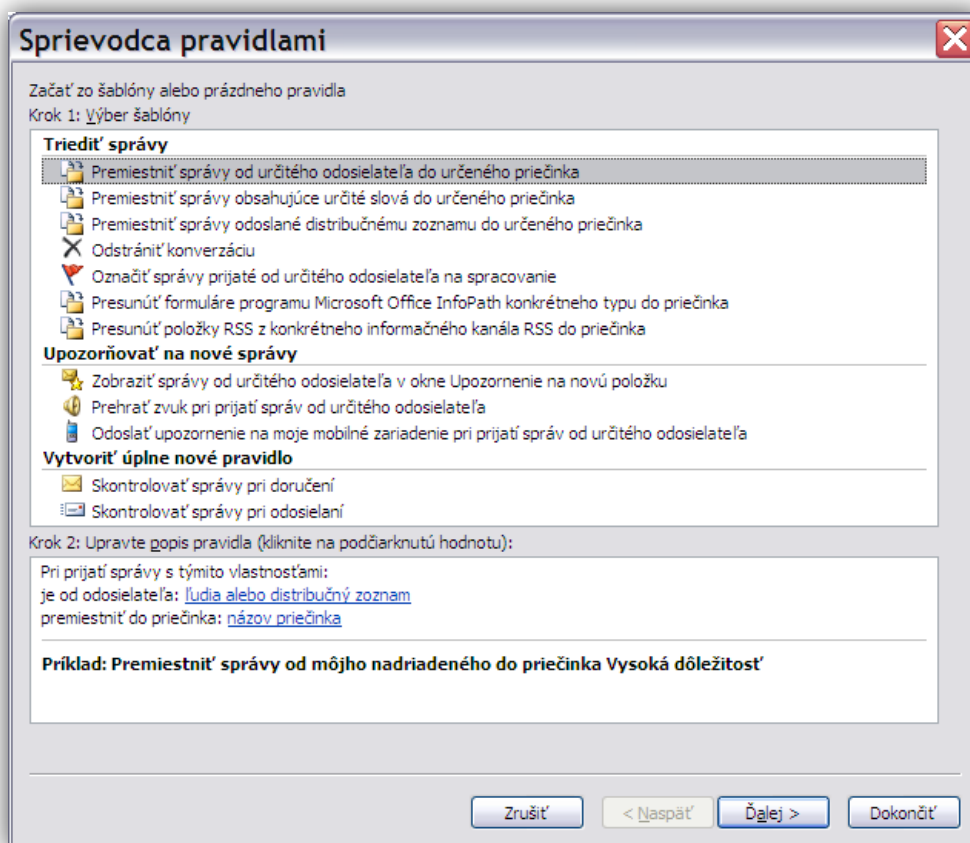 Sprievodca pravidlami
Začať zo šablóny alebo prázdneho pravidla
Krok 1: Výber šablóny
Triediť správy
Premiestniť správy od určitého odosielateľa do určeného priečinka
Premiestniť správy obsahujúce určité slová do určeného priečinka
Premiestniť správy odoslané distribučnému zoznamu do určeného priečinka
Odstrániť konverzáciu
Označiť správy prijaté od určitého odosielateľa na spracovanie
Presunúť formuláre programu Microsoft Office InfoPath konkrétneho typu do priečinka
Presunúť položky RSS z konkrétneho informačného kanála RSS do priečinka
Upozorňovať na nové správy
Zobraziť správy od určitého odosielateľa v okne Upozornenie na novú položku
Prehrať zvuk pri prijatí správ od určitého odosielateľa
Odoslať upozornenie na moje mobilné zariadenie pri prijatí správ od určitého odosielateľa
Vytvoriť úplne nové pravidlo
Skontrolovať správy pri doručení
Skontrolovať správy pri odosielaní
Krok 2: Upravte popis pravidla (kliknite na podčiarknutú hodnotu):
Pri prijatí správy s týmito vlastnosťami:
je od odosielateľa: ľudia alebo distribučný zoznam
premiestniť do priečinka: názov priečinka
Príklad: Premiestniť správy od môjho nadriadeného do priečinka Vysoká dôležitosť
Zrušiť < Naspäť Ďalej > Dokončiť